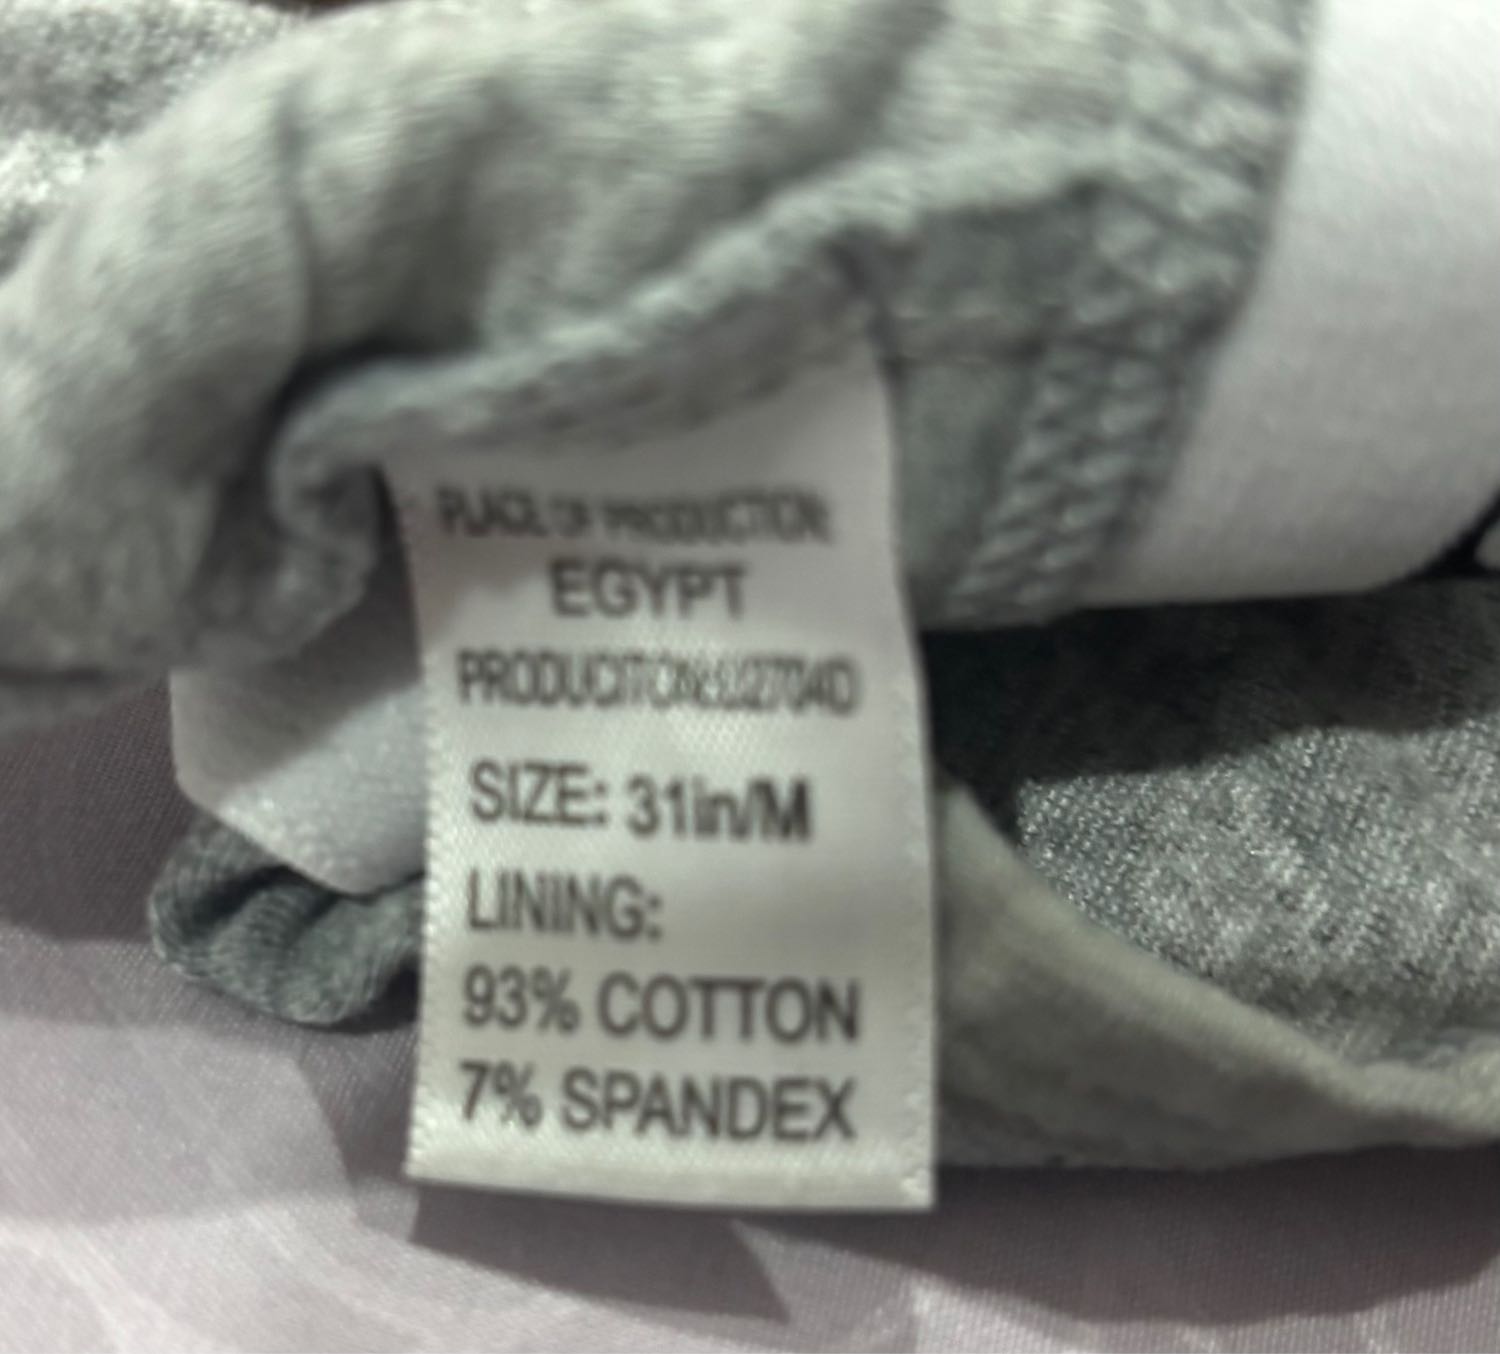 PLACE OF PRODUCTION:
EGYPT
SIZE: 31in/M
LINING:
93% COTTON
7% SPANDEX